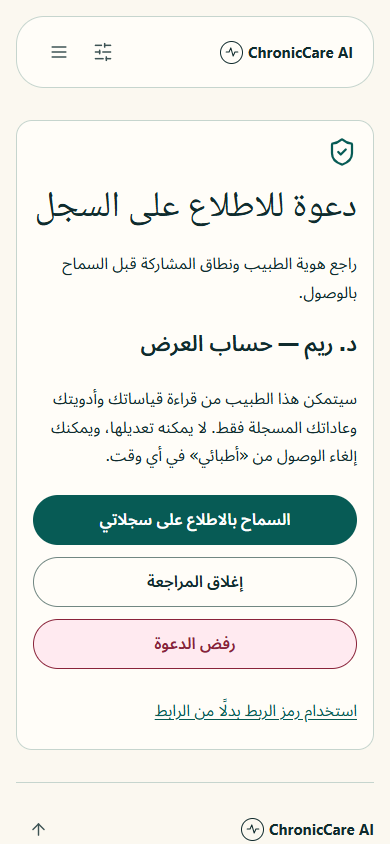 ChronicCare AI
دعوة للاطلاع على السجل
راجع هوية الطبيب ونطاق المشاركة قبل السماح
بالوصول.
د. ريم — حساب العرض
سيتمكن هذا الطبيب من قراءة قياساتك وأدويتك
وعاداتك المسجلة فقط. لا يمكنه تعديلها، ويمكنك
إلغاء الوصول من «أطبائي» في أي وقت.
السماح بالاطلاع على سجلاتي
إغلاق المراجعة
رفض الدعوة
استخدام رمز الربط بدلًا من الرابط
ChronicCare AI